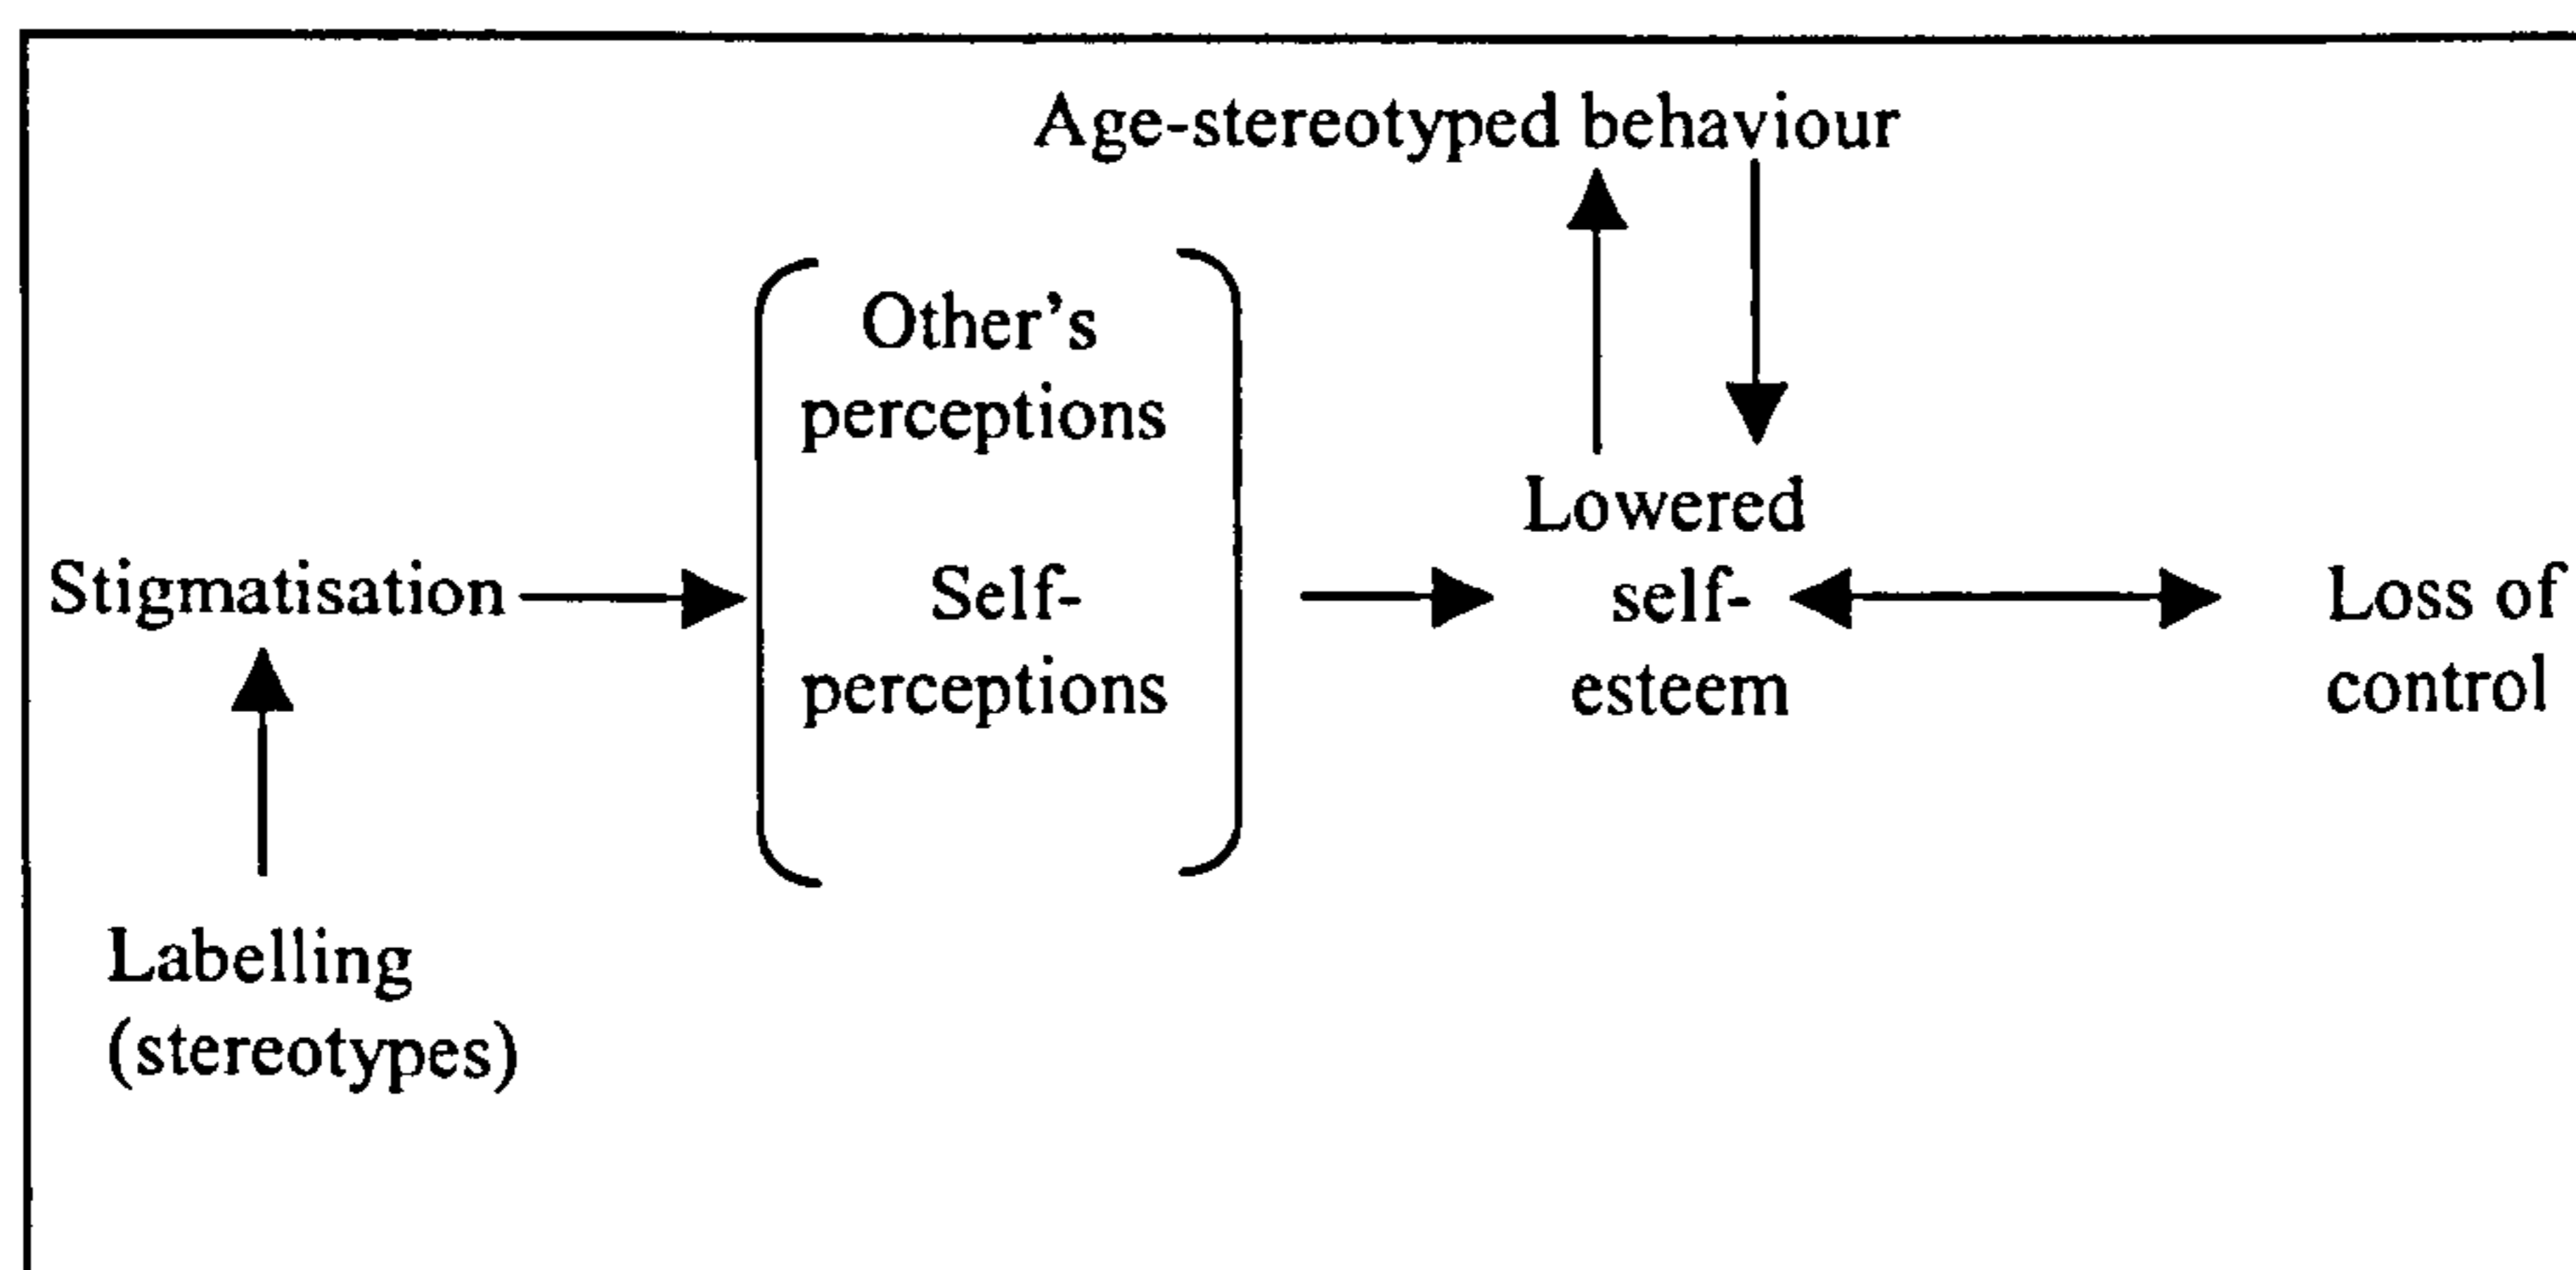 Age-stereotyped behaviour
Other's
perceptions
Self-
perceptions
Stigmatisation
Labelling
(stereotypes)
Lowered
self-
esteem
Loss of
control